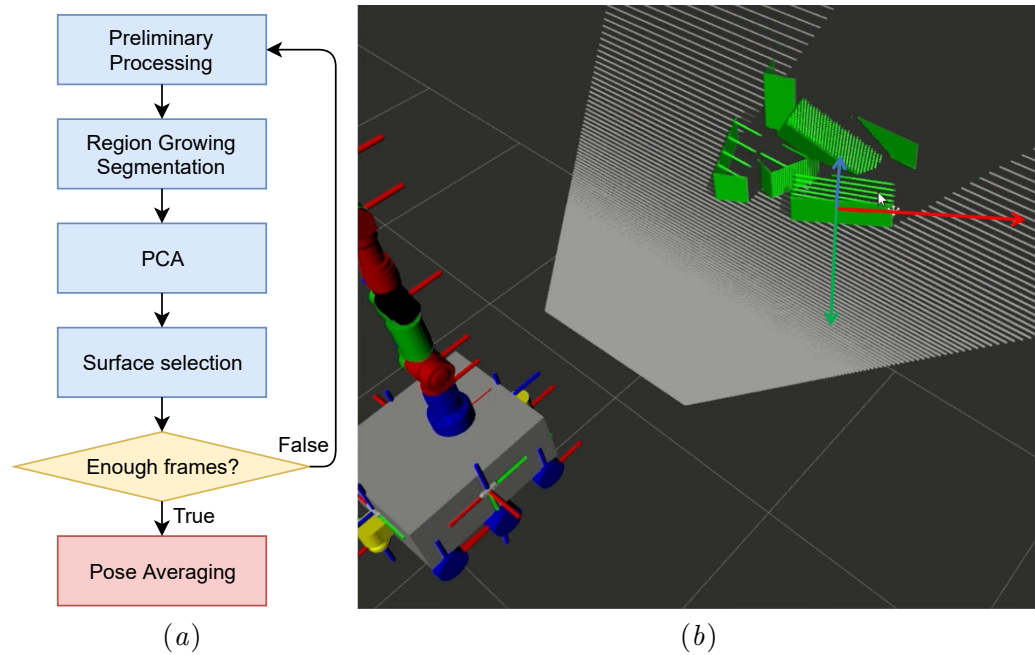 Preliminary
Processing
Region Growing
Segmentation
PCA
Surface selection
Enough frames?
False
True
Pose Averaging
(a)
(b)